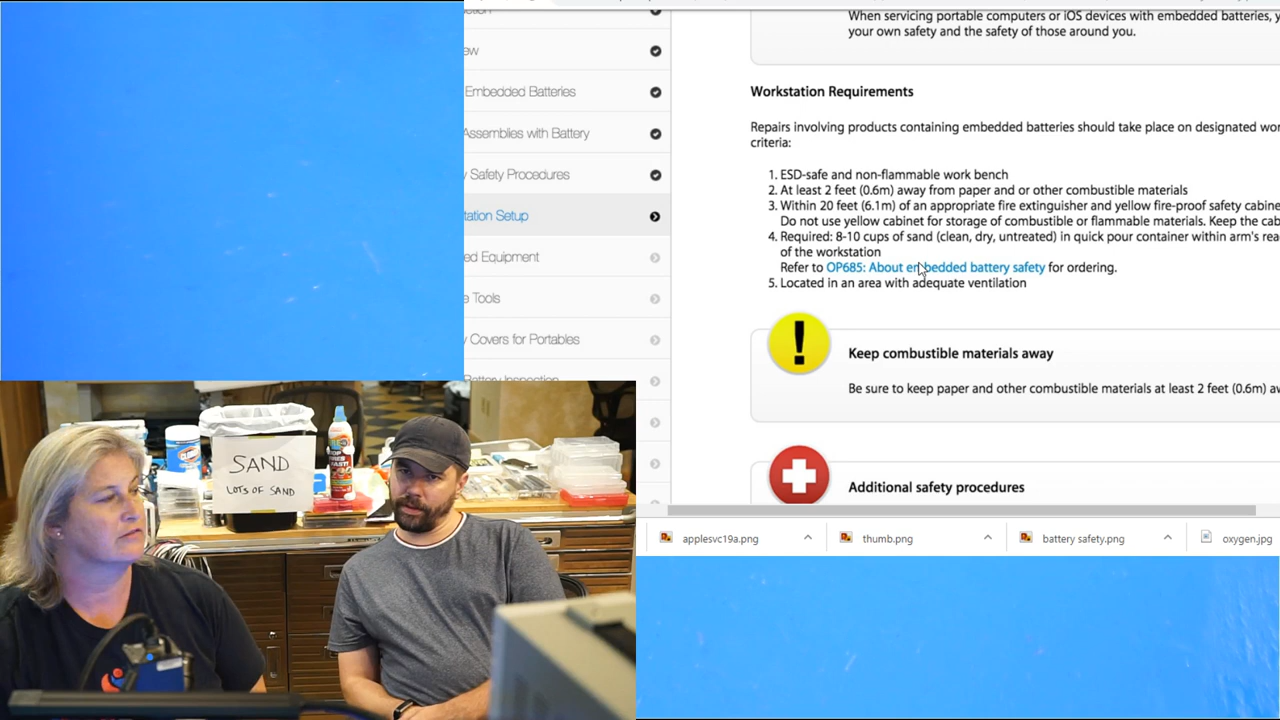 When servicing portable computers or iOS devices with embedded batteries, y
your own safety and the safety of those around you.
ew
Embedded Batteries
Assemblies with Battery
y Safety Procedures
tation Setup
ed Equipment
e Tools
y Covers for Portables
Battery Inspection
Workstation Requirements
Repairs involving products containing embedded batteries should take place on designated wor
criteria:
1. ESD-safe and non-flammable work bench
2. At least 2 feet (0.6m) away from paper and or other combustible materials
3. Within 20 feet (6.1m) of an appropriate fire extinguisher and yellow fire-proof safety cabine
Do not use yellow cabinet for storage of combustible or flammable materials. Keep the cab
4. Required: 8-10 cups of sand (clean, dry, untreated) in quick pour container within arm's rea
of the workstation
Refer to OP685: About embedded battery safety for ordering.
5. Located in an area with adequate ventilation
Keep combustible materials away
Be sure to keep paper and other combustible materials at least 2 feet (0.6m) aw
Additional safety procedures
applesvc19a.png
thumb.png
battery safety.png
oxygen.jpg
SAND
LOTS OF SAND